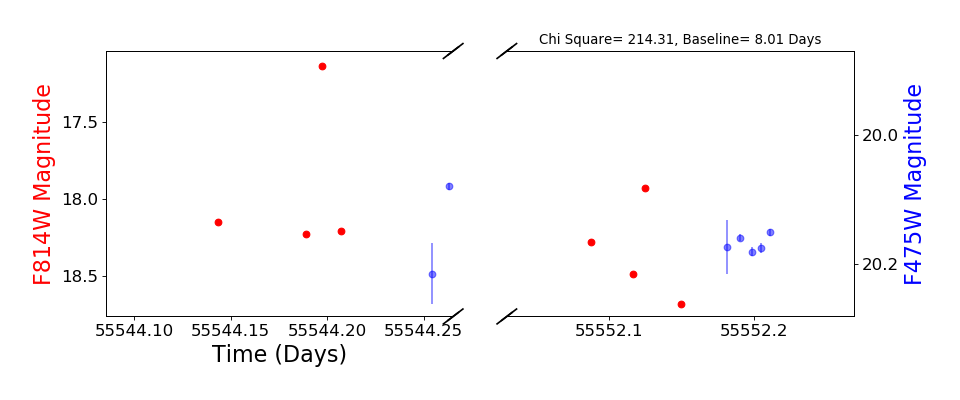 Chi Square= 214.31, Baseline= 8.01 Days
F814W Magnitude
17.5
18.0
18.5
20.0
20.2
F475W Magnitude
55544.10 55544.15 55544.20 55544.25 55552.1 55552.2
Time (Days)